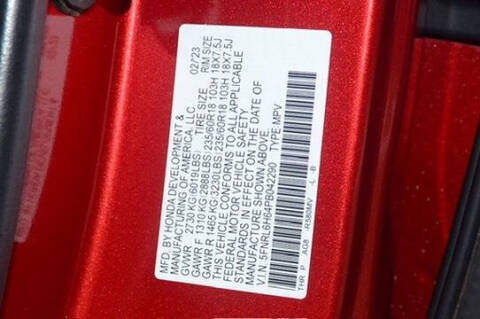 MFD. BY HONDA DEVELOPMENT &
MANUFACTURING OF AMERICA, LLC. 02/23
GVWR 2730 KG(6019LBS) TIRE SIZE RIM SIZE
GAWR F 1310 KG(2888LBS)235/60R18 103H 18X7.5J
GAWR R 1465 KG(3230LBS)235/60R18 103H 18X7.5J
THIS VEHICLE CONFORMS TO ALL APPLICABLE
FEDERAL MOTOR VEHICLE SAFETY
STANDARDS IN EFFECT ON THE DATE OF
MANUFACTURE SHOWN ABOVE.
V.I.N. 5FNRL6H64PB042290 TYPE:MPV
THR P AG8 -R580MV -L -B